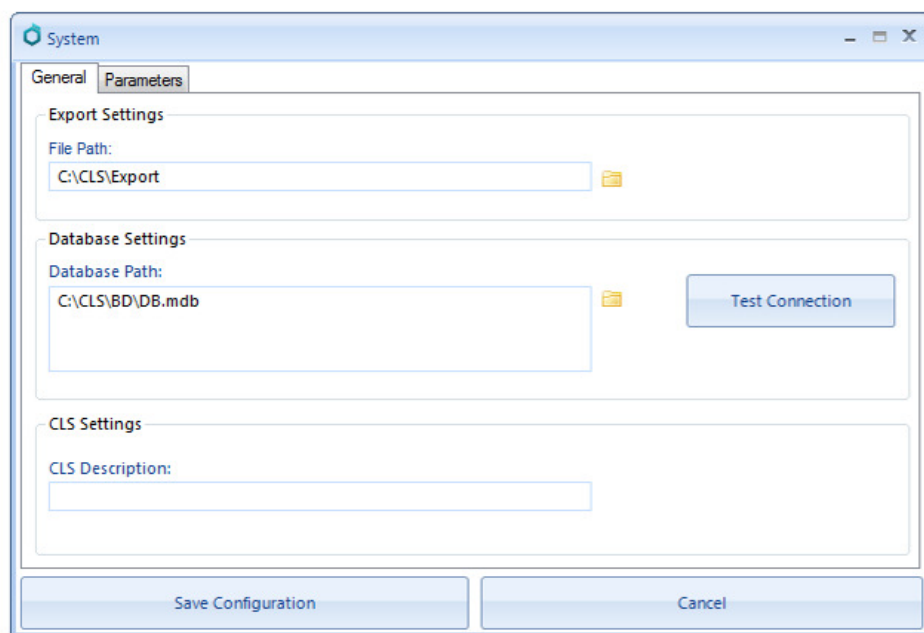 System
General Parameters
Export Settings
File Path:
C:\CLS\Export
Database Settings
Database Path:
C:\CLS\BD\DB.mdb
Test Connection
CLS Settings
CLS Description:
Save Configuration Cancel